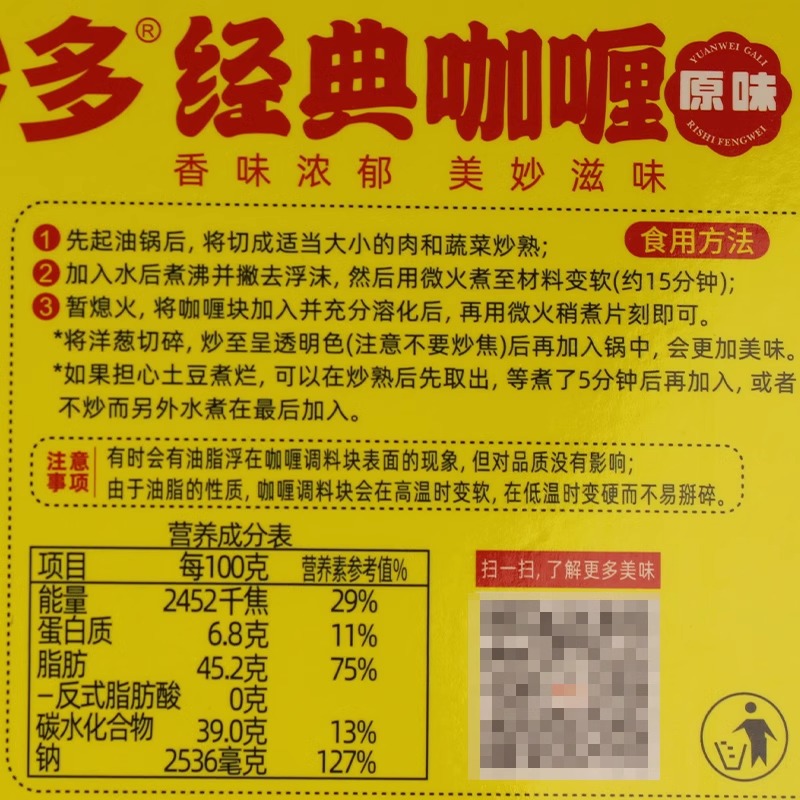 多® 经典咖喱 原味
YUANWEI GALI
RISHI FENGWEI
香味浓郁 美妙滋味
食用方法
1 先起油锅后, 将切成适当大小的肉和蔬菜炒熟;
2 加入水后煮沸并撇去浮沫, 然后用微火煮至材料变软(约15分钟);
3 暂熄火, 将咖喱块加入并充分溶化后, 再用微火稍煮片刻即可。
*将洋葱切碎, 炒至呈透明色(注意不要炒焦)后再加入锅中, 会更加美味。
*如果担心土豆煮烂, 可以在炒熟后先取出, 等煮了5分钟后再加入, 或者
不炒而另外水煮在最后加入。
注意事项
有时会有油脂浮在咖喱调料块表面的现象, 但对品质没有影响;
由于油脂的性质, 咖喱调料块会在高温时变软, 在低温时变硬而不易掰碎。
营养成分表
项目 每100克 营养素参考值%
能量 2452千焦 29%
蛋白质 6.8克 11%
脂肪 45.2克 75%
-反式脂肪酸 0克
碳水化合物 39.0克 13%
钠 2536毫克 127%
扫一扫, 了解更多美味